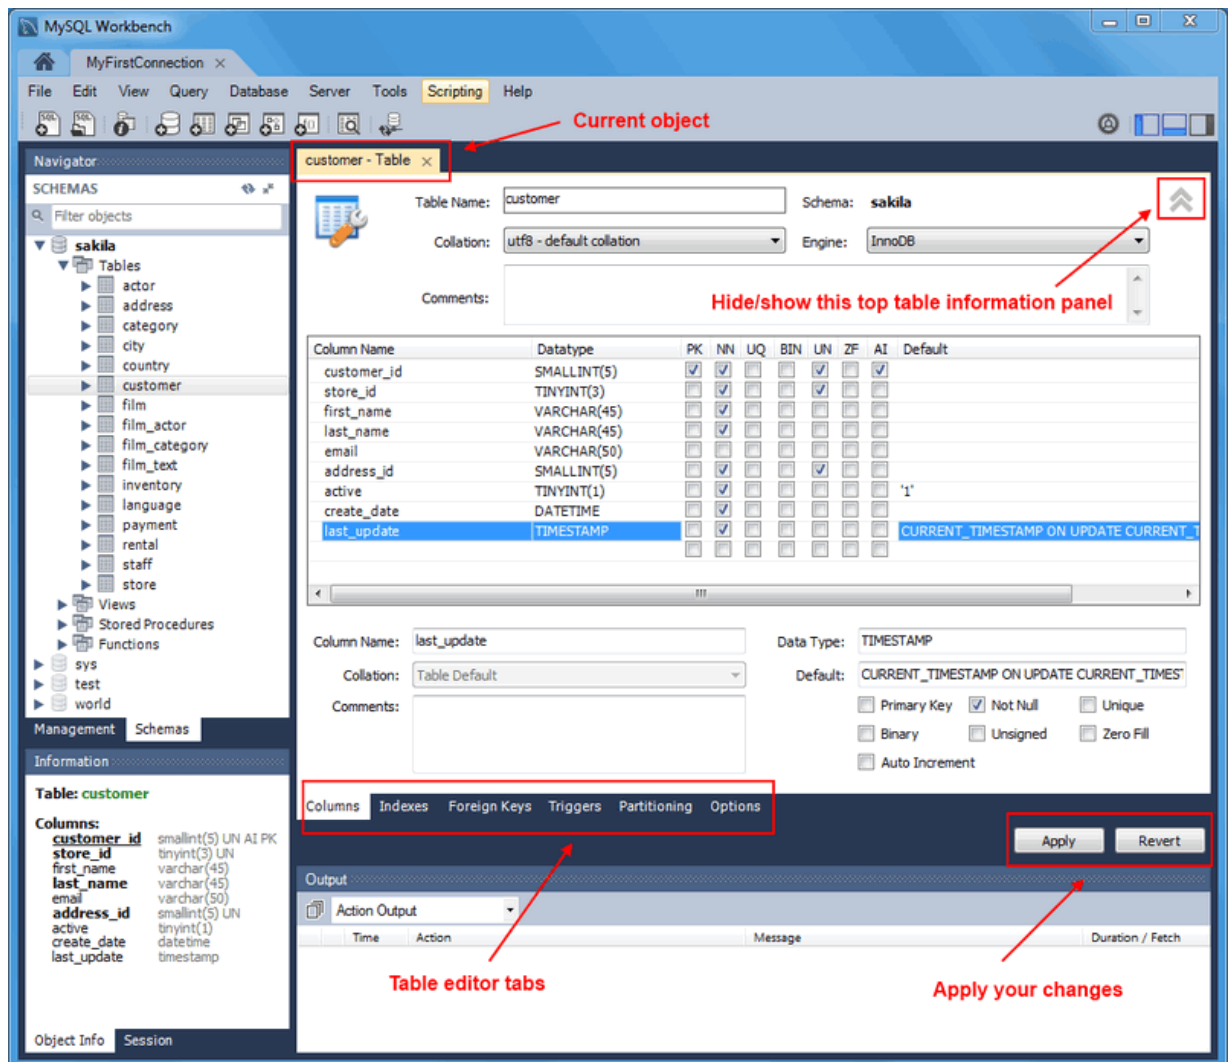 MySQL Workbench
MyFirstConnection
File Edit View Query Database Server Tools Scripting Help
Current object
Navigator
SCHEMAS
Filter objects
sakila
Tables
actor
address
category
city
country
customer
film
film_actor
film_category
film_text
inventory
language
payment
rental
staff
store
Views
Stored Procedures
Functions
sys
test
world
Management Schemas
Information
Table: customer
Columns:
customer_id smallint(5) UN AI PK
store_id tinyint(3) UN
first_name varchar(45)
last_name varchar(45)
email varchar(50)
address_id smallint(5) UN
active tinyint(1)
create_date datetime
last_update timestamp
Object Info Session
customer - Table
Table Name: customer Schema: sakila
Collation: utf8 - default collation Engine: InnoDB
Comments:
Hide/show this top table information panel
Column Name Datatype PK NN UQ BIN UN ZF AI Default
customer_id SMALLINT(5)
store_id TINYINT(3)
first_name VARCHAR(45)
last_name VARCHAR(45)
email VARCHAR(50)
address_id SMALLINT(5)
active TINYINT(1) '1'
create_date DATETIME
last_update TIMESTAMP CURRENT_TIMESTAMP ON UPDATE CURRENT_T
Column Name: last_update Data Type: TIMESTAMP
Collation: Table Default Default: CURRENT_TIMESTAMP ON UPDATE CURRENT_TIMEST
Comments: Primary Key Not Null Unique
Binary Unsigned Zero Fill
Auto Increment
Columns Indexes Foreign Keys Triggers Partitioning Options
Apply Revert
Output
Action Output
Time Action Message Duration / Fetch
Table editor tabs
Apply your changes